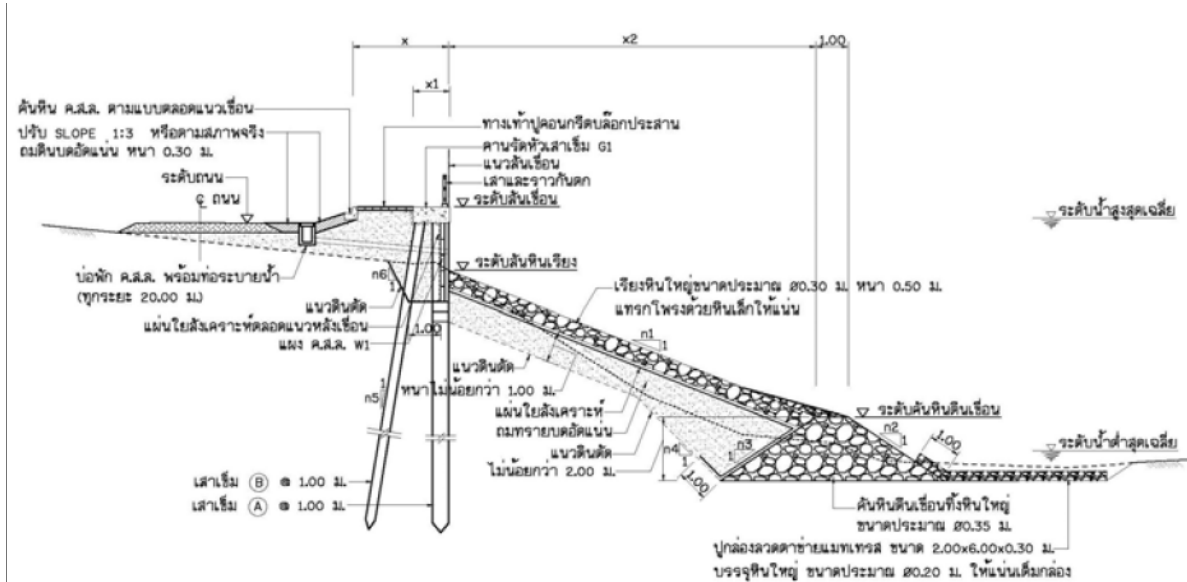 x
x2
1.00
x1
คันหิน ค.ส.ล. ตามแบบตลอดแนวเขื่อน
ปรับ SLOPE 1:3 หรือตามสภาพจริง
ถมดินบดอัดแน่น หนา 0.30 ม.
ระดับถนน
℄ ถนน
ทางเท้าปูคอนกรีตบล๊อกประสาน
คานรัดหัวเสาเข็ม G1
แนวสันเขื่อน
เสาและราวกันตก
ระดับสันเขื่อน
ระดับน้ำสูงสุดเฉลี่ย
ระดับสันหินเรียง
บ่อพัก ค.ส.ล. พร้อมท่อระบายน้ำ
(ทุกระยะ 20.00 ม.)
n6
1
แนวดินตัด
แผ่นใยสังเคราะห์ตลอดแนวหลังเขื่อน
แผง ค.ส.ล. W1
1.00
เรียงหินใหญ่ขนาดประมาณ ø0.30 ม. หนา 0.50 ม.
แทรกโพรงด้วยหินเล็กให้แน่น
n1
1
แนวดินตัด
หนาไม่น้อยกว่า 1.00 ม.
แผ่นใยสังเคราะห์
ถมทรายบดอัดแน่น
แนวดินตัด
ไม่น้อยกว่า 2.00 ม.
1
n5
n4
1
n3
1
1.00
ระดับคันหินตีนเขื่อน
n2
1
1.00
ระดับน้ำต่ำสุดเฉลี่ย
เสาเข็ม B @ 1.00 ม.
เสาเข็ม A @ 1.00 ม.
คันหินตีนเขื่อนทิ้งหินใหญ่
ขนาดประมาณ ø0.35 ม.
ปูกล่องลวดตาข่ายแมทเทรส ขนาด 2.00x6.00x0.30 ม.
บรรจุหินใหญ่ ขนาดประมาณ ø0.20 ม. ให้แน่นเต็มกล่อง